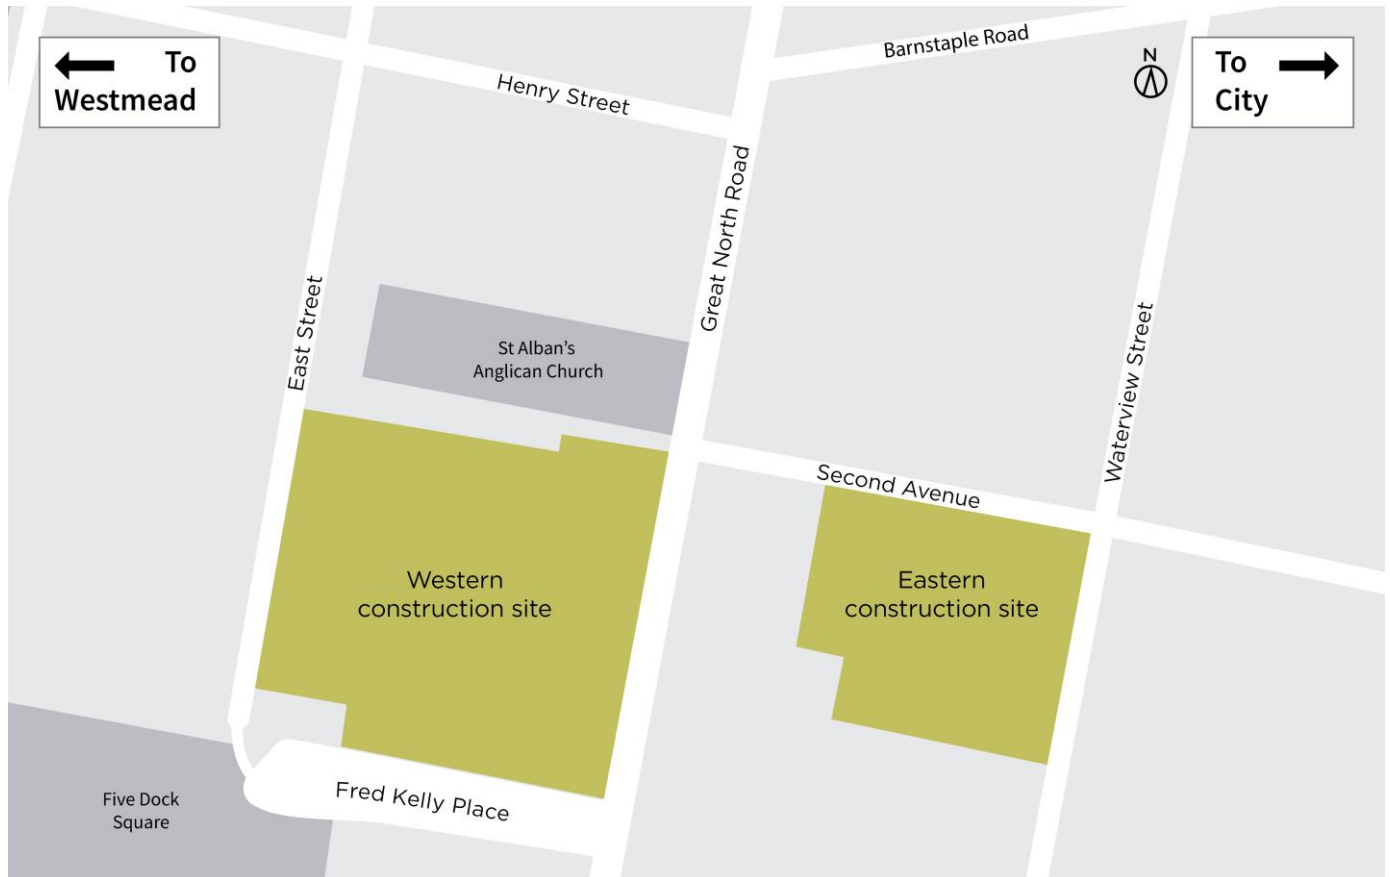 To
Westmead
Henry Street
Barnstaple Road
N
To
City
Great North Road
East Street
St Alban's
Anglican Church
Waterview Street
Second Avenue
Western
construction site
Eastern
construction site
Five Dock
Square
Fred Kelly Place